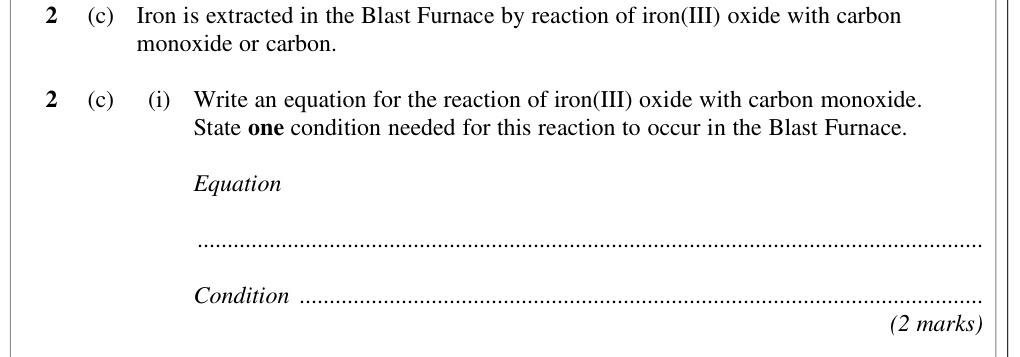 2 (c) Iron is extracted in the Blast Furnace by reaction of iron(III) oxide with carbon
monoxide or carbon.
2 (c) (i) Write an equation for the reaction of iron(III) oxide with carbon monoxide.
State one condition needed for this reaction to occur in the Blast Furnace.
Equation
....................................................................................................................................
Condition ...................................................................................................................
(2 marks)